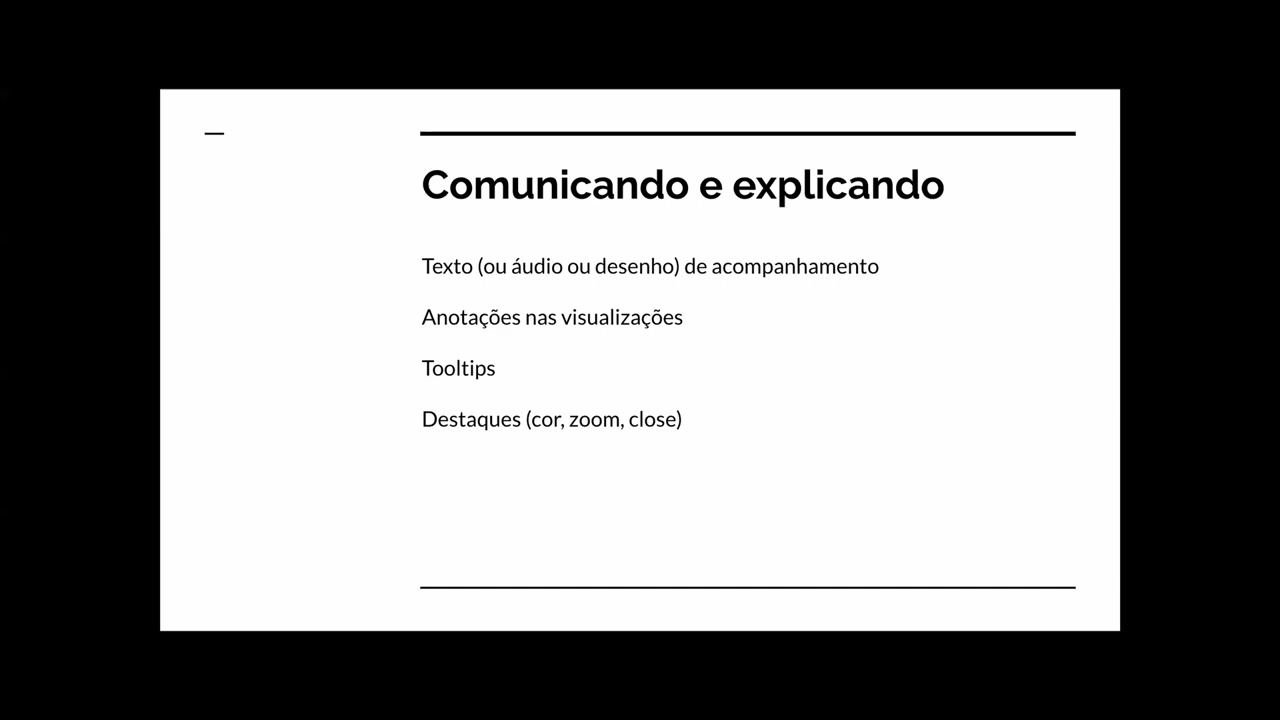 Comunicando e explicando
Texto (ou áudio ou desenho) de acompanhamento
Anotações nas visualizações
Tooltips
Destaques (cor, zoom, close)